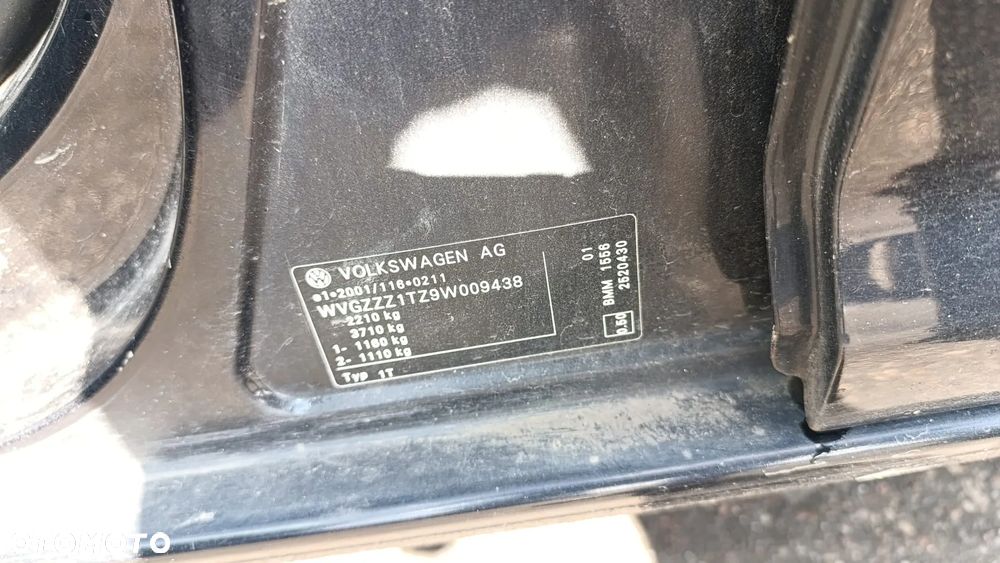 VOLKSWAGEN AG
e1*2001/116*0211
WVGZZZ1TZ9W009438
2210 kg
3710 kg
1- 1160 kg
2- 1110 kg
Typ 1T
01
BMM 1556
2520430
0.50
OTOMOTO